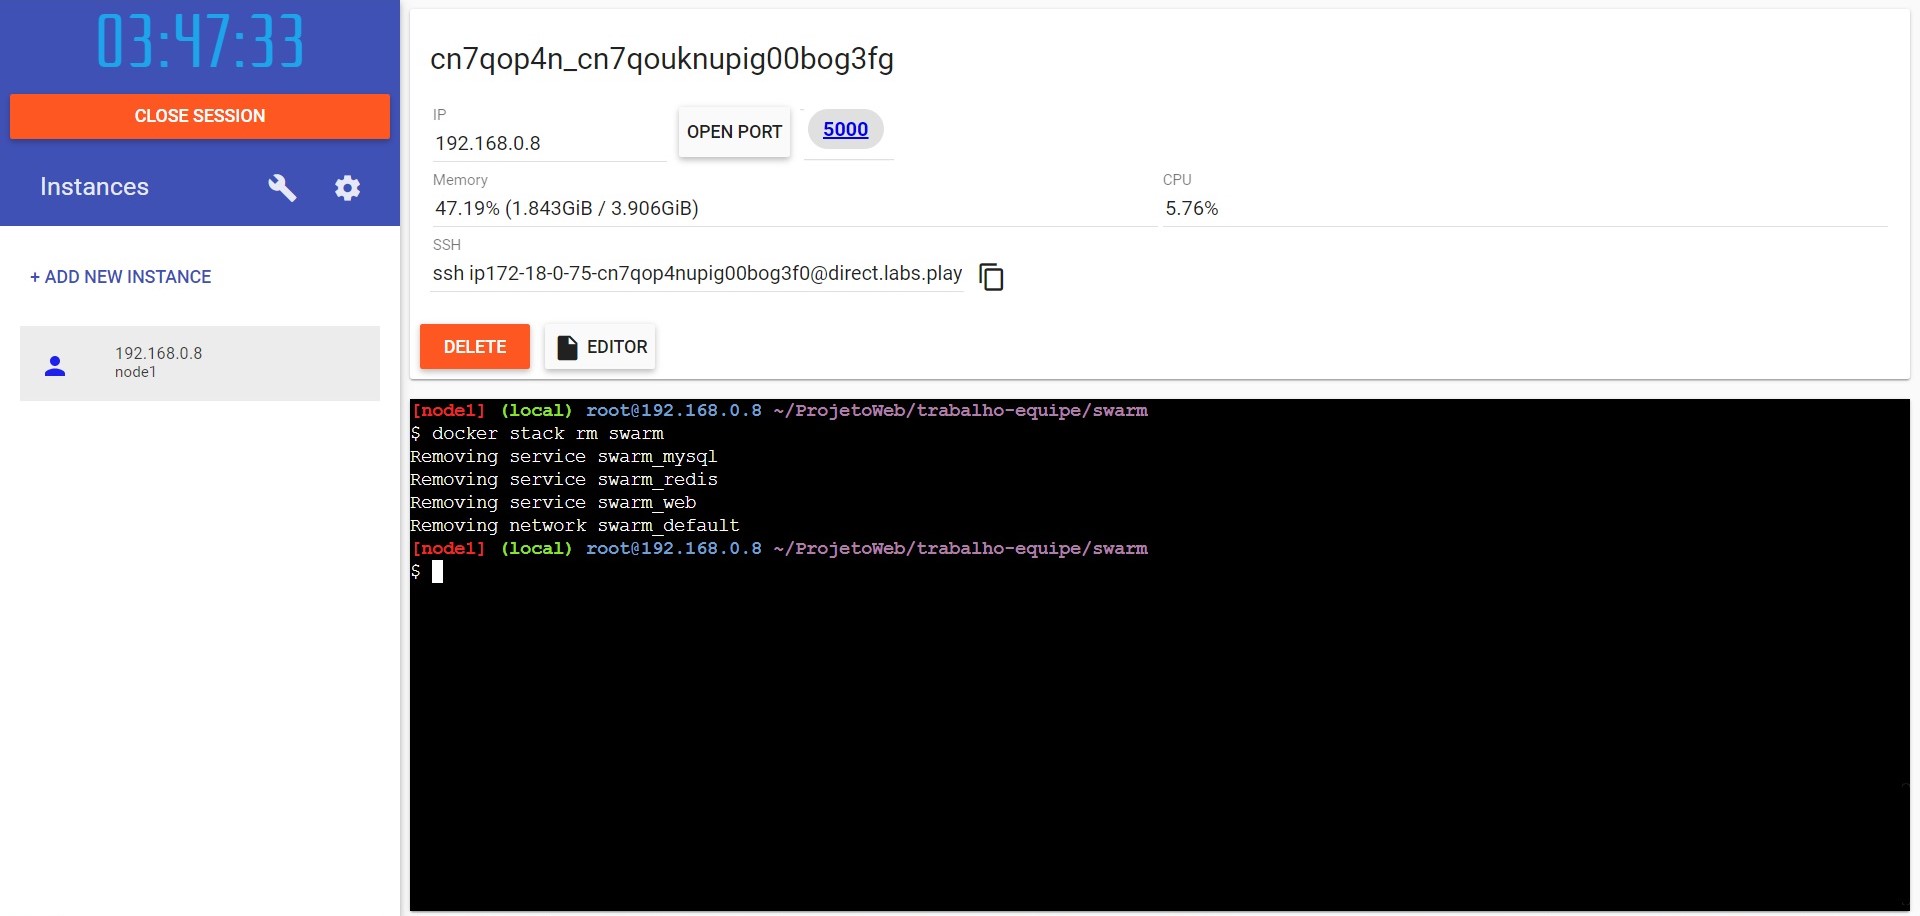 03:47:33
CLOSE SESSION
Instances
+ ADD NEW INSTANCE
192.168.0.8
node1
cn7qop4n_cn7qouknupig00bog3fg
IP
192.168.0.8
OPEN PORT
5000
Memory
47.19% (1.843GiB / 3.906GiB)
CPU
5.76%
SSH
ssh ip172-18-0-75-cn7qop4nupig00bog3f0@direct.labs.play
DELETE
EDITOR
[node1] (local) root@192.168.0.8 ~/ProjetoWeb/trabalho-equipe/swarm
$ docker stack rm swarm
Removing service swarm_mysql
Removing service swarm_redis
Removing service swarm_web
Removing network swarm_default
[node1] (local) root@192.168.0.8 ~/ProjetoWeb/trabalho-equipe/swarm
$